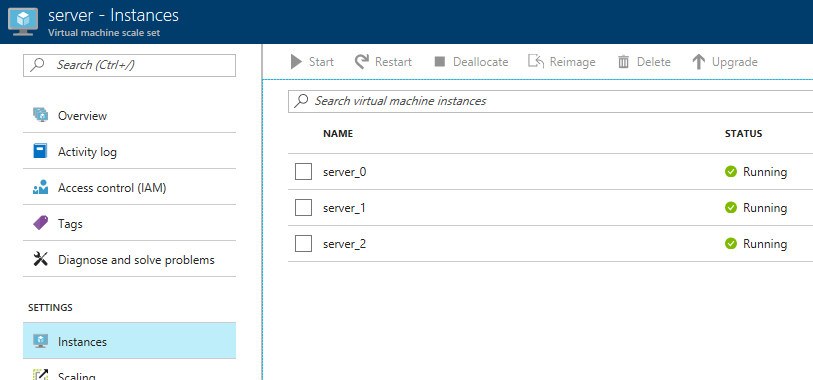 server - Instances
Virtual machine scale set
Search (Ctrl+/)
Start Restart Deallocate Reimage Delete Upgrade
Search virtual machine instances
Overview
Activity log
Access control (IAM)
Tags
Diagnose and solve problems
SETTINGS
Instances
Scaling
NAME STATUS
server_0 Running
server_1 Running
server_2 Running